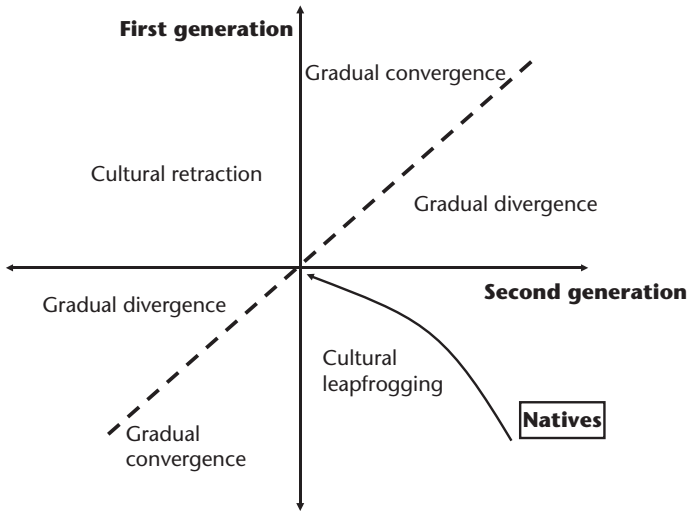 First generation
Gradual convergence
Cultural retraction
Gradual divergence
Second generation
Gradual divergence
Cultural
leapfrogging
Natives
Gradual
convergence